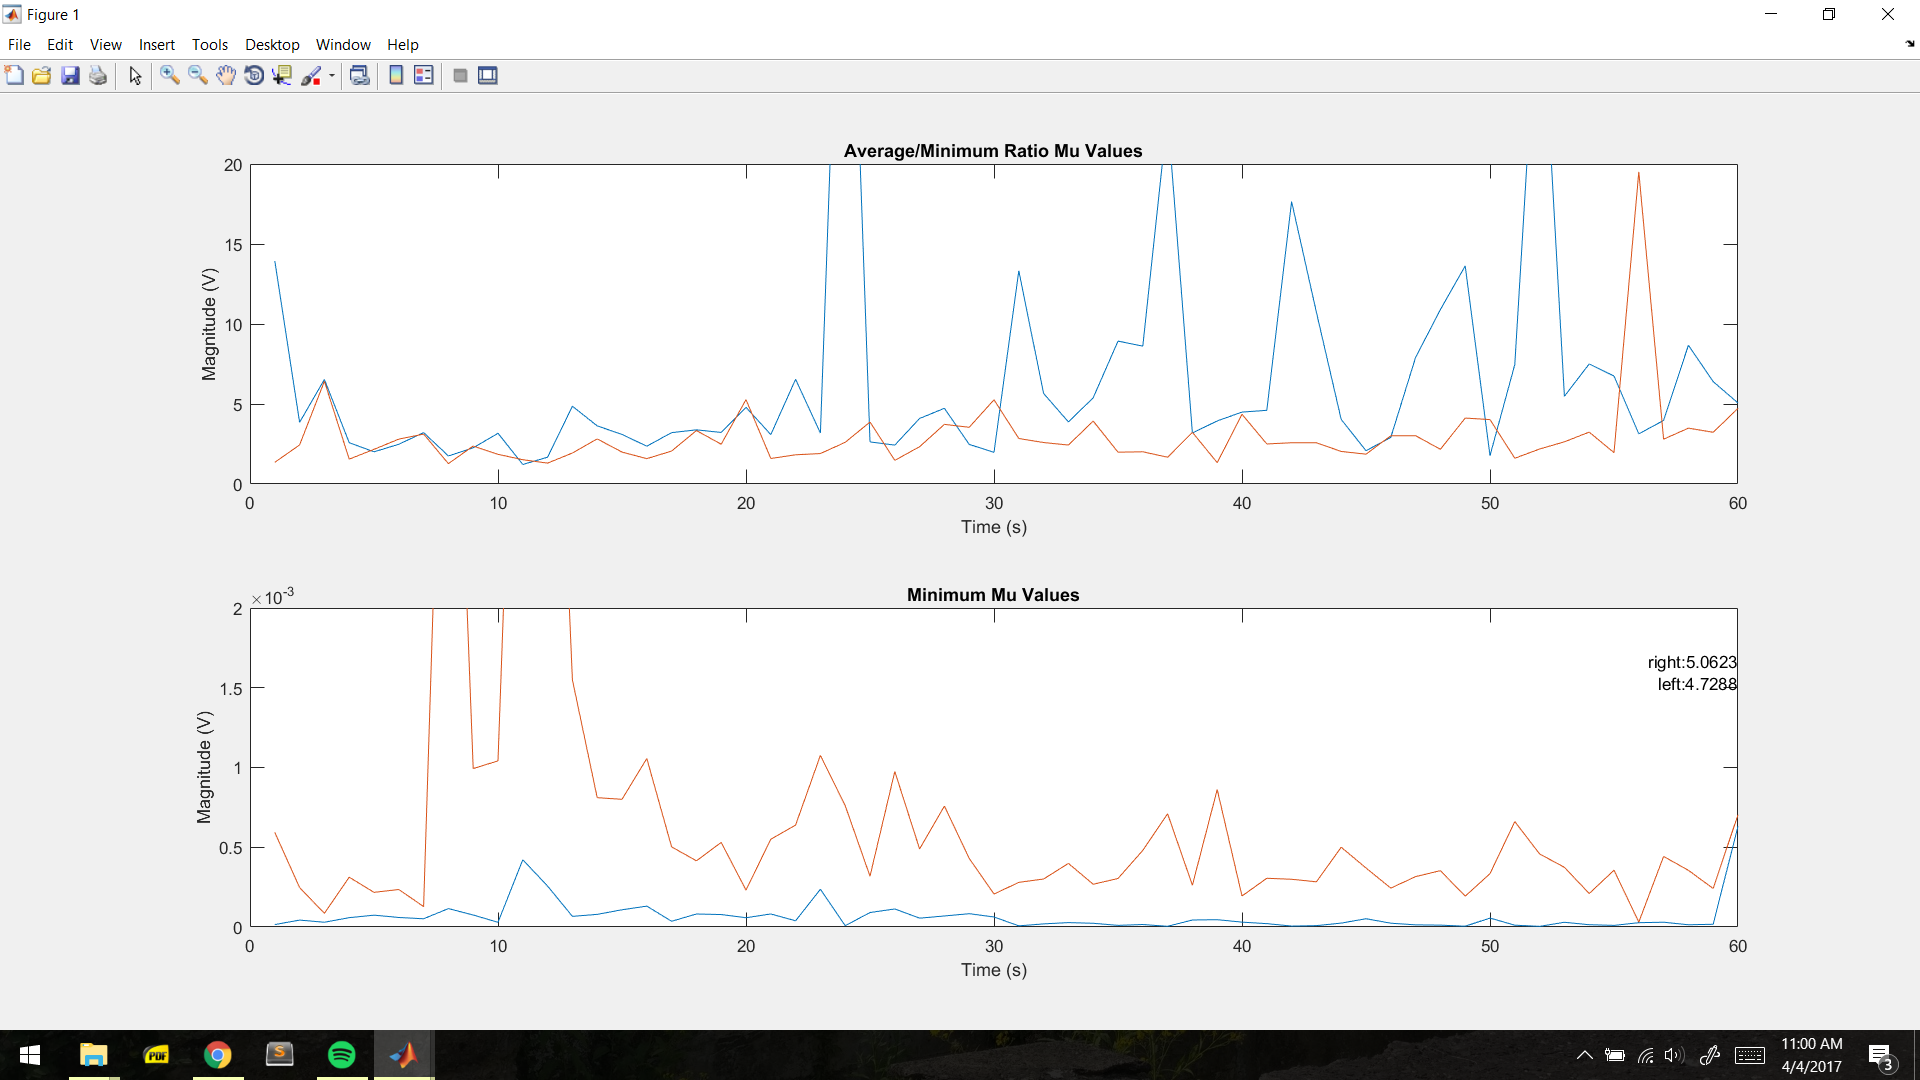 Figure 1
File Edit View Insert Tools Desktop Window Help
Average/Minimum Ratio Mu Values
20
15
10
5
0
Magnitude (V)
0 10 20 30 40 50 60
Time (s)
×10-3
Minimum Mu Values
2
1.5
1
0.5
0
Magnitude (V)
right:5.0623
left:4.7288
0 10 20 30 40 50 60
Time (s)
PDF
S
11:00 AM
4/4/2017
3